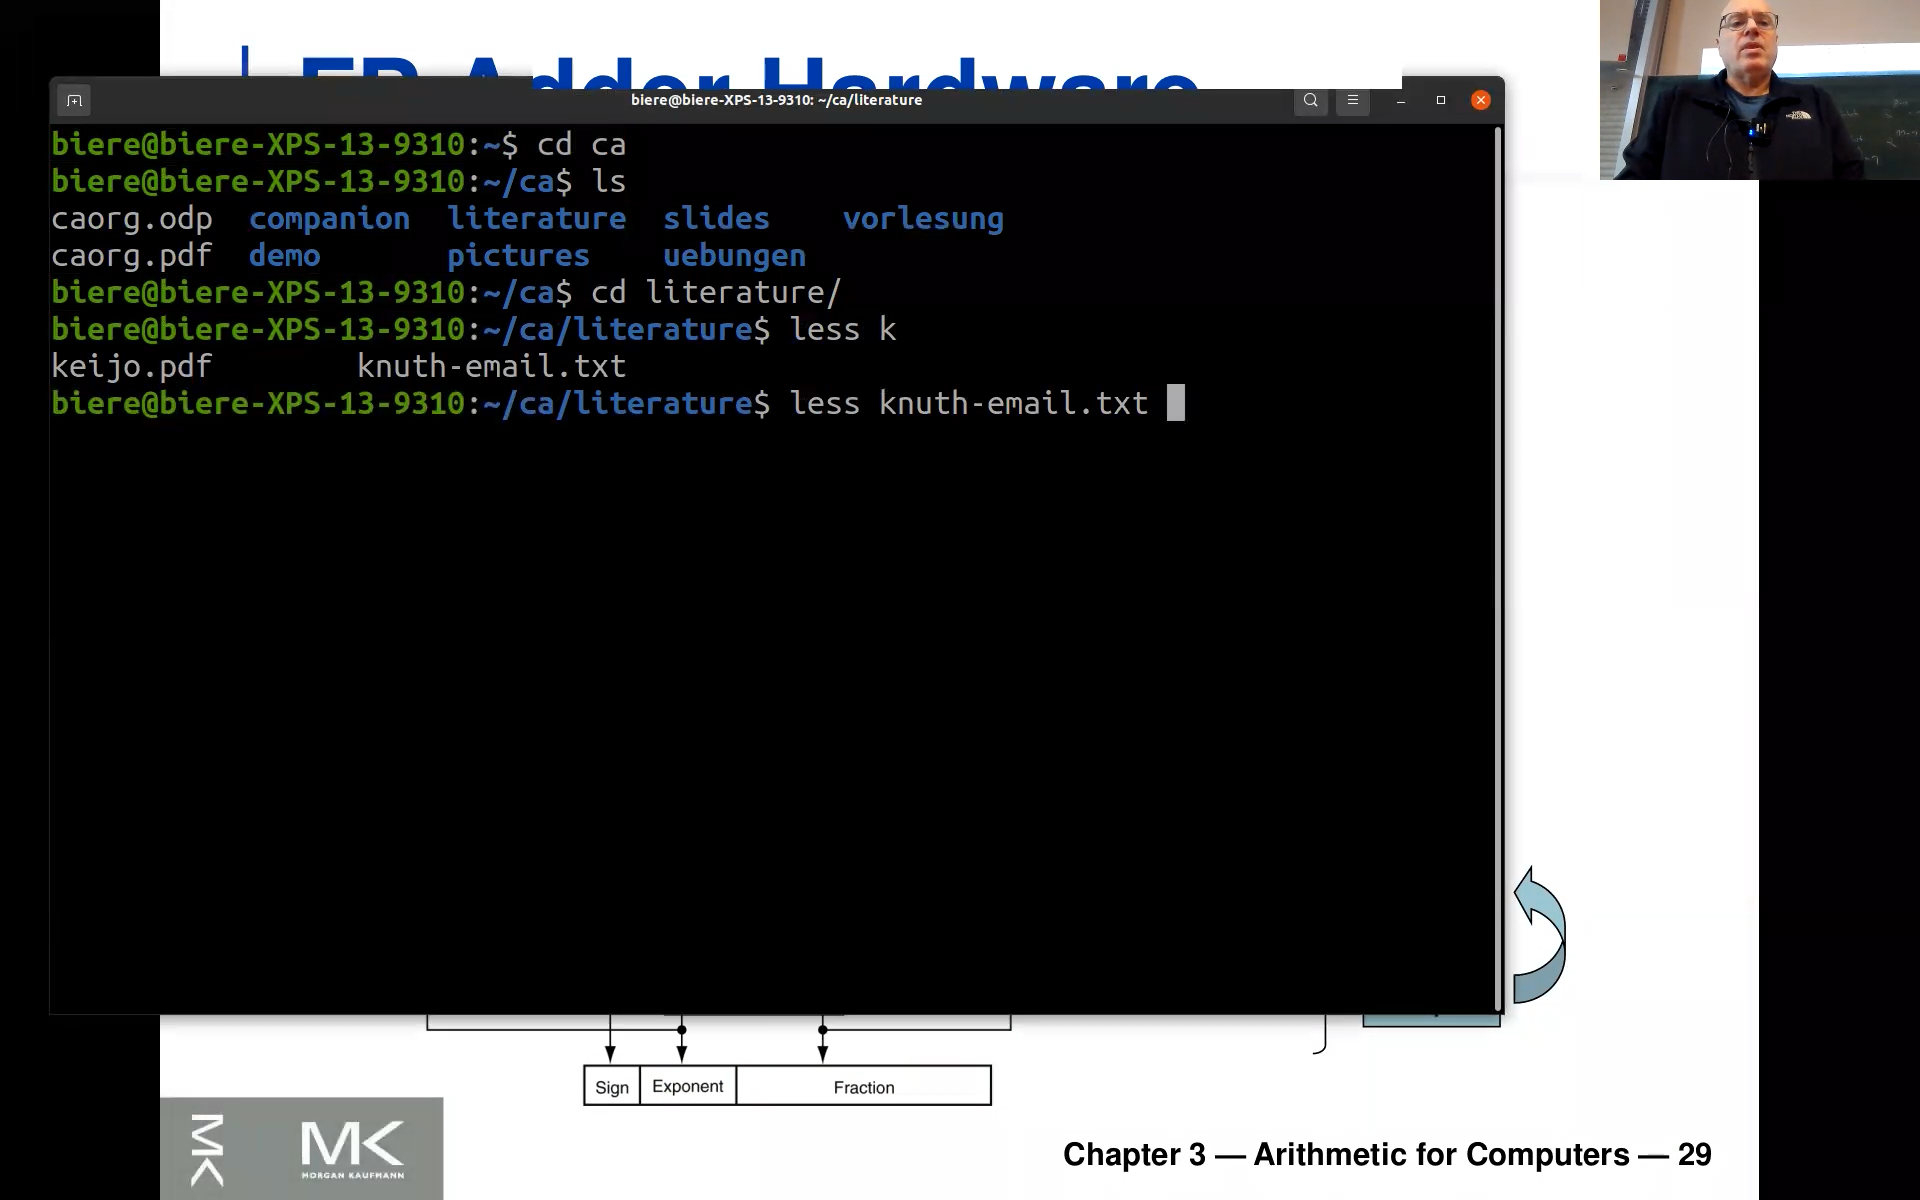 FP Adder Hardware
biere@biere-XPS-13-9310: ~/ca/literature
biere@biere-XPS-13-9310:~$ cd ca
biere@biere-XPS-13-9310:~/ca$ ls
caorg.odp companion literature slides vorlesung
caorg.pdf demo pictures uebungen
biere@biere-XPS-13-9310:~/ca$ cd literature/
biere@biere-XPS-13-9310:~/ca/literature$ less k
keijo.pdf knuth-email.txt
biere@biere-XPS-13-9310:~/ca/literature$ less knuth-email.txt
Sign Exponent Fraction
MK
MK
MORGAN KAUFMANN
Chapter 3 — Arithmetic for Computers — 29